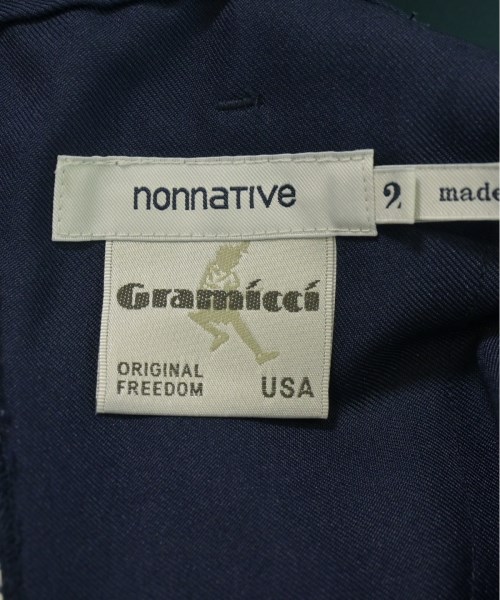 nonnative
2
made
Gramicci
ORIGINAL
FREEDOM
USA